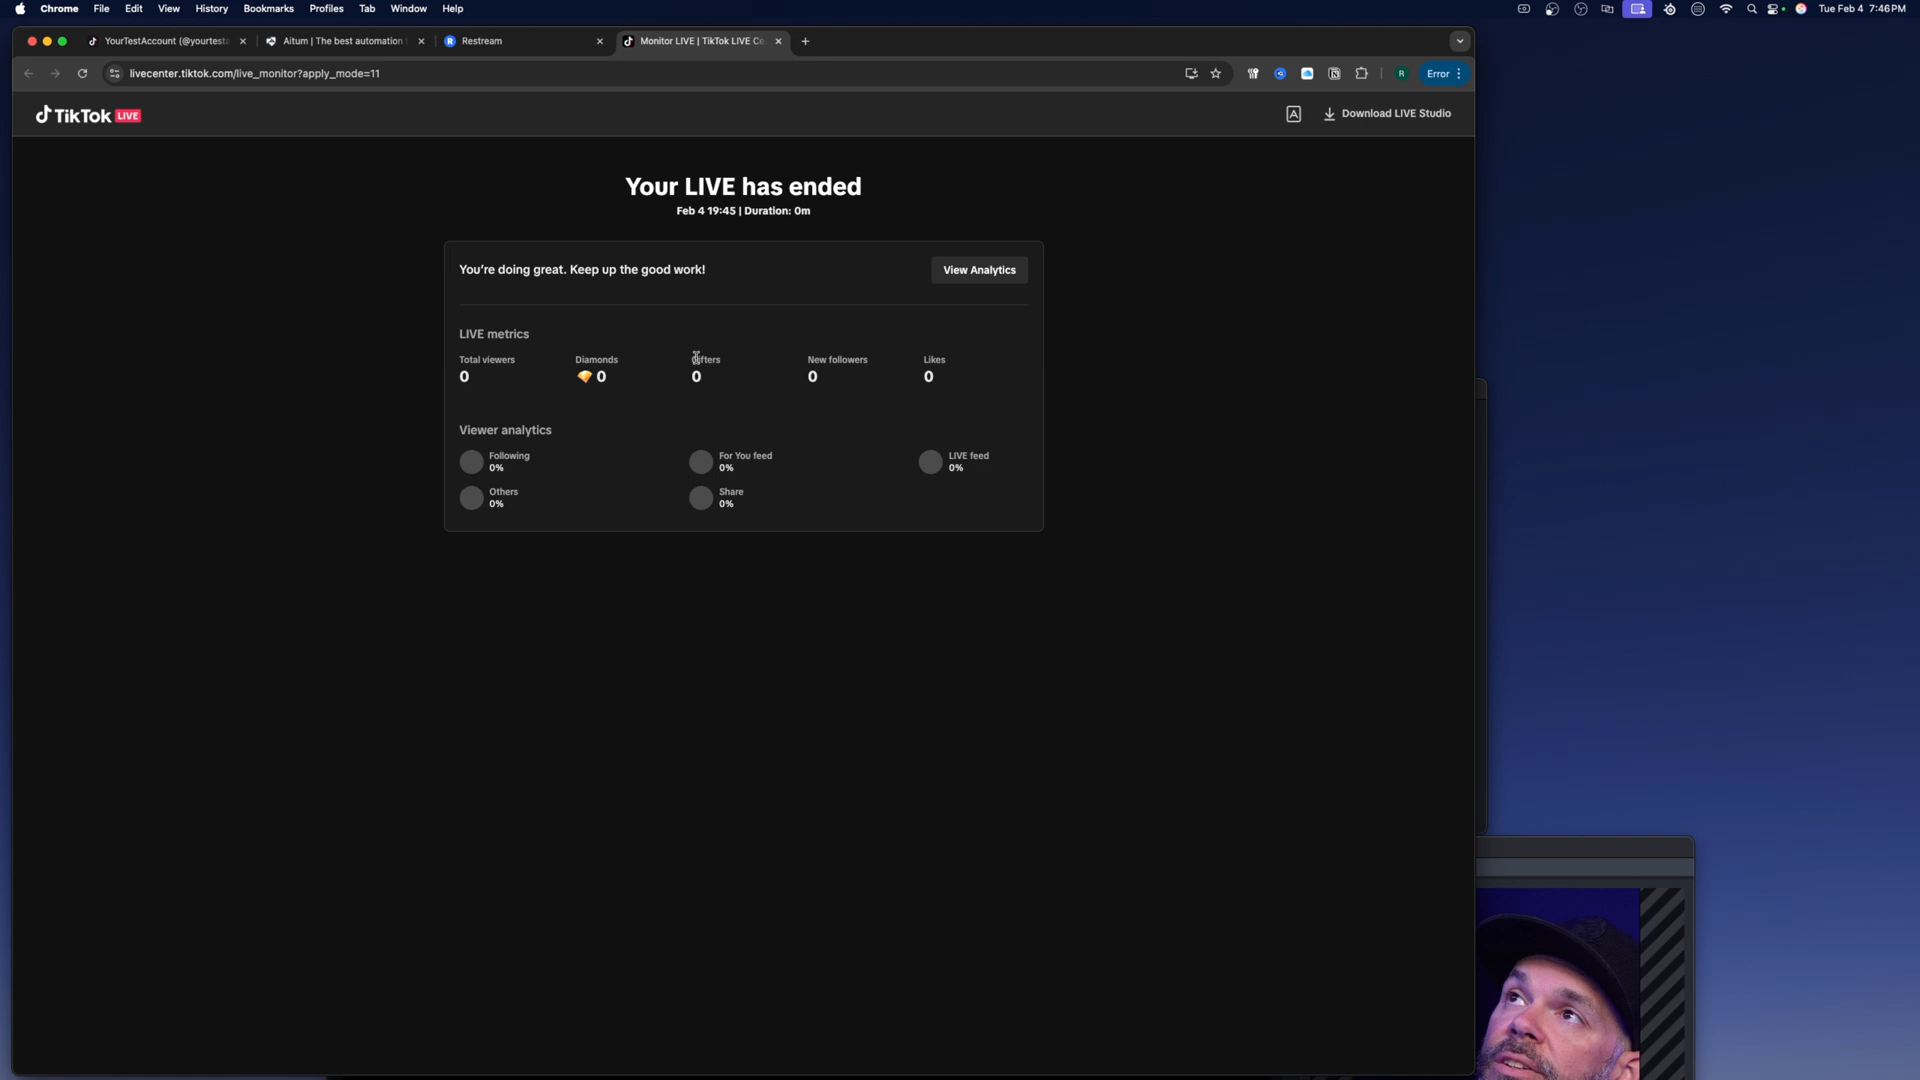 Chrome File Edit View History Bookmarks Profiles Tab Window Help Tue Feb 4 7:46 PM
YourTestAccount (@yourtesta Aitum | The best automation Restream Monitor LIVE | TikTok LIVE Ce
livecenter.tiktok.com/live_monitor?apply_mode=11 R Error
TikTok LIVE A Download LIVE Studio
Your LIVE has ended
Feb 4 19:45 | Duration: 0m
You're doing great. Keep up the good work! View Analytics
LIVE metrics
Total viewers Diamonds Gifters New followers Likes
0 0 0 0 0
Viewer analytics
Following For You feed LIVE feed
0% 0% 0%
Others Share
0% 0%